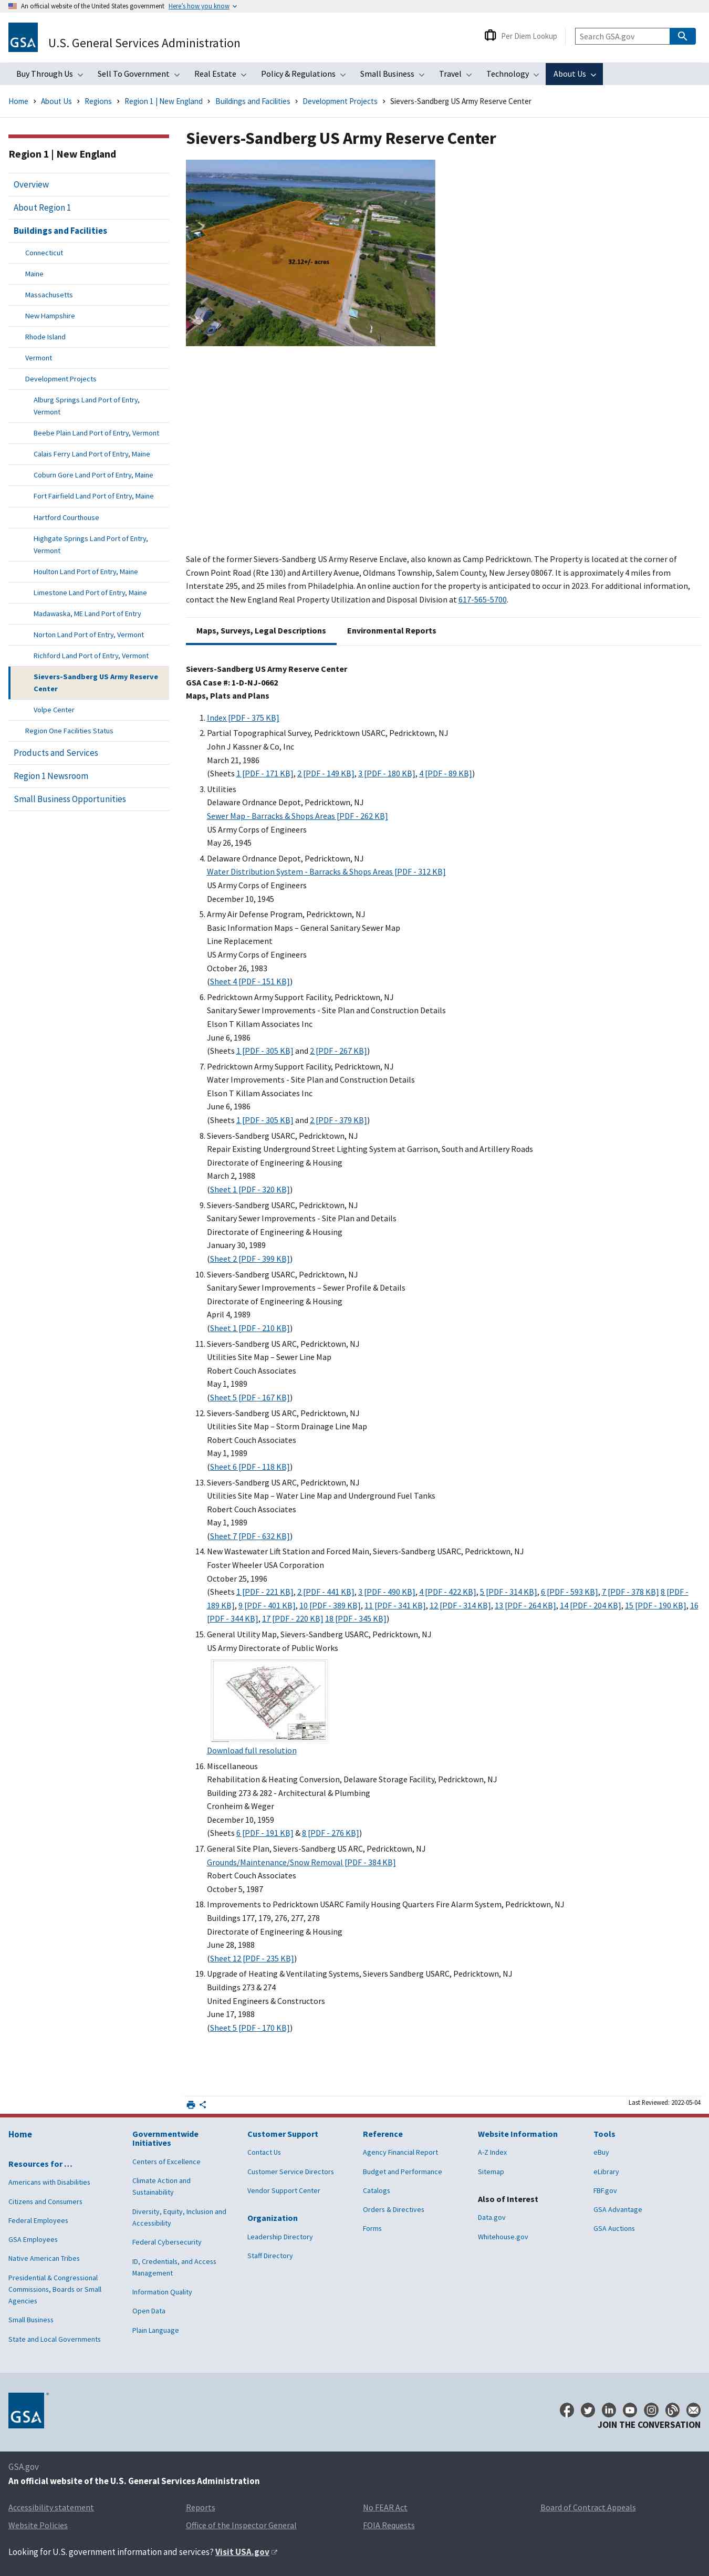 An official website of the United States government Here's how you know
GSA
U.S. General Services Administration
Per Diem Lookup
Search GSA.gov
Buy Through Us
Sell To Government
Real Estate
Policy & Regulations
Small Business
Travel
Technology
About Us
Home › About Us › Regions › Region 1 | New England › Buildings and Facilities › Development Projects › Sievers-Sandberg US Army Reserve Center
Region 1 | New England
Overview
About Region 1
Buildings and Facilities
Connecticut
Maine
Massachusetts
New Hampshire
Rhode Island
Vermont
Development Projects
Alburg Springs Land Port of Entry,
Vermont
Beebe Plain Land Port of Entry, Vermont
Calais Ferry Land Port of Entry, Maine
Coburn Gore Land Port of Entry, Maine
Fort Fairfield Land Port of Entry, Maine
Hartford Courthouse
Highgate Springs Land Port of Entry,
Vermont
Houlton Land Port of Entry, Maine
Limestone Land Port of Entry, Maine
Madawaska, ME Land Port of Entry
Norton Land Port of Entry, Vermont
Richford Land Port of Entry, Vermont
Sievers-Sandberg US Army Reserve
Center
Volpe Center
Region One Facilities Status
Products and Services
Region 1 Newsroom
Small Business Opportunities
Sievers-Sandberg US Army Reserve Center
32.12+/- acres
Sale of the former Sievers-Sandberg US Army Reserve Enclave, also known as Camp Pedricktown. The Property is located at the corner of
Crown Point Road (Rte 130) and Artillery Avenue, Oldmans Township, Salem County, New Jersey 08067. It is approximately 4 miles from
Interstate 295, and 25 miles from Philadelphia. An online auction for the property is anticipated to occur in 2023. For additional information,
contact the New England Real Property Utilization and Disposal Division at 617-565-5700.
Maps, Surveys, Legal Descriptions
Environmental Reports
Sievers-Sandberg US Army Reserve Center
GSA Case #: 1-D-NJ-0662
Maps, Plats and Plans
1. Index [PDF - 375 KB]
2. Partial Topographical Survey, Pedricktown USARC, Pedricktown, NJ
John J Kassner & Co, Inc
March 21, 1986
(Sheets 1 [PDF - 171 KB], 2 [PDF - 149 KB], 3 [PDF - 180 KB], 4 [PDF - 89 KB])
3. Utilities
Delaware Ordnance Depot, Pedricktown, NJ
Sewer Map - Barracks & Shops Areas [PDF - 262 KB]
US Army Corps of Engineers
May 26, 1945
4. Delaware Ordnance Depot, Pedricktown, NJ
Water Distribution System - Barracks & Shops Areas [PDF - 312 KB]
US Army Corps of Engineers
December 10, 1945
5. Army Air Defense Program, Pedricktown, NJ
Basic Information Maps – General Sanitary Sewer Map
Line Replacement
US Army Corps of Engineers
October 26, 1983
(Sheet 4 [PDF - 151 KB])
6. Pedricktown Army Support Facility, Pedricktown, NJ
Sanitary Sewer Improvements - Site Plan and Construction Details
Elson T Killam Associates Inc
June 6, 1986
(Sheets 1 [PDF - 305 KB] and 2 [PDF - 267 KB])
7. Pedricktown Army Support Facility, Pedricktown, NJ
Water Improvements - Site Plan and Construction Details
Elson T Killam Associates Inc
June 6, 1986
(Sheets 1 [PDF - 305 KB] and 2 [PDF - 379 KB])
8. Sievers-Sandberg USARC, Pedricktown, NJ
Repair Existing Underground Street Lighting System at Garrison, South and Artillery Roads
Directorate of Engineering & Housing
March 2, 1988
(Sheet 1 [PDF - 320 KB])
9. Sievers-Sandberg USARC, Pedricktown, NJ
Sanitary Sewer Improvements - Site Plan and Details
Directorate of Engineering & Housing
January 30, 1989
(Sheet 2 [PDF - 399 KB])
10. Sievers-Sandberg USARC, Pedricktown, NJ
Sanitary Sewer Improvements – Sewer Profile & Details
Directorate of Engineering & Housing
April 4, 1989
(Sheet 1 [PDF - 210 KB])
11. Sievers-Sandberg US ARC, Pedricktown, NJ
Utilities Site Map – Sewer Line Map
Robert Couch Associates
May 1, 1989
(Sheet 5 [PDF - 167 KB])
12. Sievers-Sandberg US ARC, Pedricktown, NJ
Utilities Site Map – Storm Drainage Line Map
Robert Couch Associates
May 1, 1989
(Sheet 6 [PDF - 118 KB])
13. Sievers-Sandberg US ARC, Pedricktown, NJ
Utilities Site Map – Water Line Map and Underground Fuel Tanks
Robert Couch Associates
May 1, 1989
(Sheet 7 [PDF - 632 KB])
14. New Wastewater Lift Station and Forced Main, Sievers-Sandberg USARC, Pedricktown, NJ
Foster Wheeler USA Corporation
October 25, 1996
(Sheets 1 [PDF - 221 KB], 2 [PDF - 441 KB], 3 [PDF - 490 KB], 4 [PDF - 422 KB], 5 [PDF - 314 KB], 6 [PDF - 593 KB], 7 [PDF - 378 KB] 8 [PDF -
189 KB], 9 [PDF - 401 KB], 10 [PDF - 389 KB], 11 [PDF - 341 KB], 12 [PDF - 314 KB], 13 [PDF - 264 KB], 14 [PDF - 204 KB], 15 [PDF - 190 KB], 16
[PDF - 344 KB], 17 [PDF - 220 KB] 18 [PDF - 345 KB])
15. General Utility Map, Sievers-Sandberg USARC, Pedricktown, NJ
US Army Directorate of Public Works
Download full resolution
16. Miscellaneous
Rehabilitation & Heating Conversion, Delaware Storage Facility, Pedricktown, NJ
Building 273 & 282 - Architectural & Plumbing
Cronheim & Weger
December 10, 1959
(Sheets 6 [PDF - 191 KB] & 8 [PDF - 276 KB])
17. General Site Plan, Sievers-Sandberg US ARC, Pedricktown, NJ
Grounds/Maintenance/Snow Removal [PDF - 384 KB]
Robert Couch Associates
October 5, 1987
18. Improvements to Pedricktown USARC Family Housing Quarters Fire Alarm System, Pedricktown, NJ
Buildings 177, 179, 276, 277, 278
Directorate of Engineering & Housing
June 28, 1988
(Sheet 12 [PDF - 235 KB])
19. Upgrade of Heating & Ventilating Systems, Sievers Sandberg USARC, Pedricktown, NJ
Buildings 273 & 274
United Engineers & Constructors
June 17, 1988
(Sheet 5 [PDF - 170 KB])
Last Reviewed: 2022-05-04
Home
Resources for …
Americans with Disabilities
Citizens and Consumers
Federal Employees
GSA Employees
Native American Tribes
Presidential & Congressional
Commissions, Boards or Small
Agencies
Small Business
State and Local Governments
Governmentwide
Initiatives
Centers of Excellence
Climate Action and
Sustainability
Diversity, Equity, Inclusion and
Accessibility
Federal Cybersecurity
ID, Credentials, and Access
Management
Information Quality
Open Data
Plain Language
Customer Support
Contact Us
Customer Service Directors
Vendor Support Center
Organization
Leadership Directory
Staff Directory
Reference
Agency Financial Report
Budget and Performance
Catalogs
Orders & Directives
Forms
Website Information
A-Z Index
Sitemap
Also of Interest
Data.gov
Whitehouse.gov
Tools
eBuy
eLibrary
FBF.gov
GSA Advantage
GSA Auctions
GSA
JOIN THE CONVERSATION
GSA.gov
An official website of the U.S. General Services Administration
Accessibility statement
Reports
No FEAR Act
Board of Contract Appeals
Website Policies
Office of the Inspector General
FOIA Requests
Looking for U.S. government information and services? Visit USA.gov